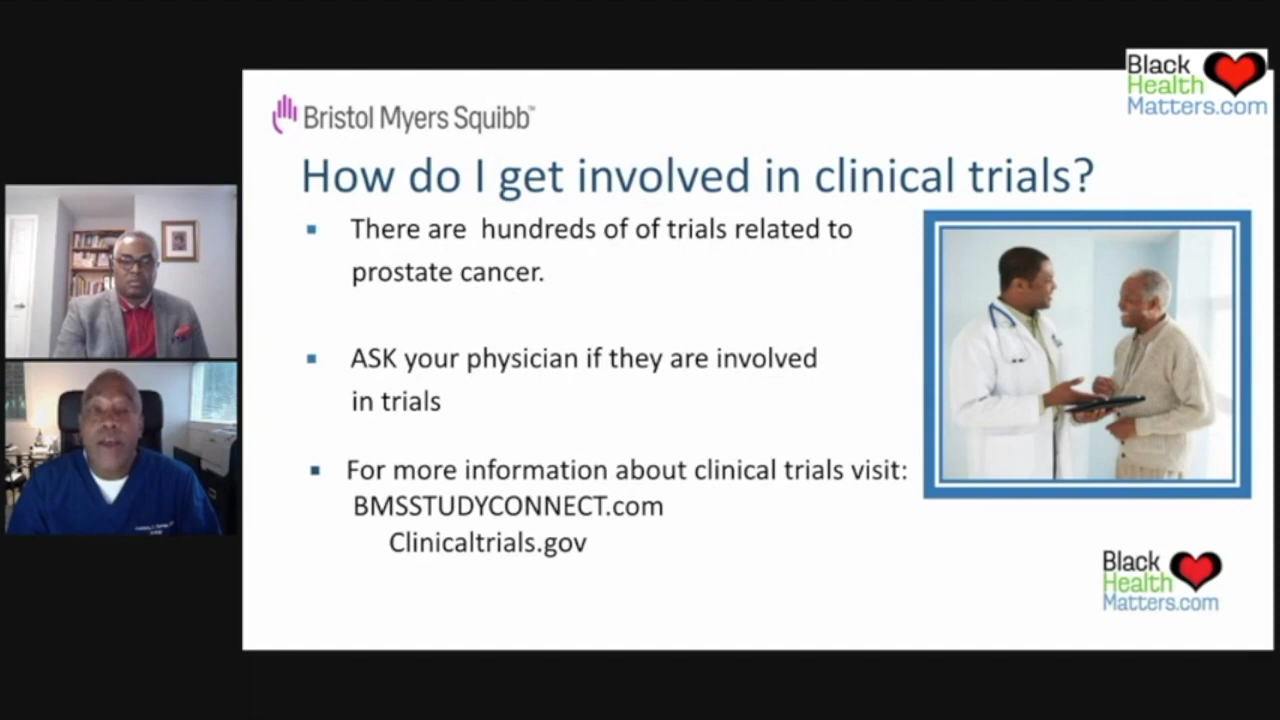 Black
Health
Matters.com
Bristol Myers Squibb™
How do I get involved in clinical trials?
There are hundreds of of trials related to
prostate cancer.
ASK your physician if they are involved
in trials
For more information about clinical trials visit:
BMSSTUDYCONNECT.com
Clinicaltrials.gov
Black
Health
Matters.com